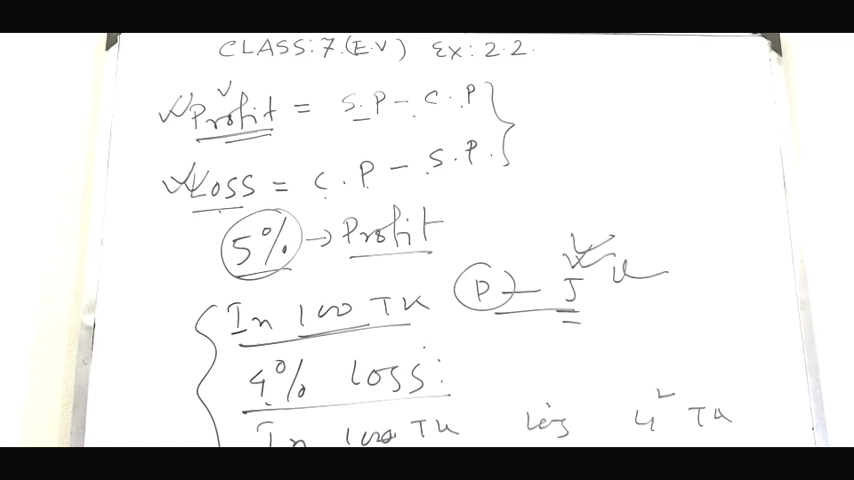 CLASS: 7.(E.V) Ex: 2.2.
Profit = S.P - C.P
Loss = C.P - S.P.
5% → Profit
In 100 TK P - 5
4% Loss:
In 100 TK 4 TK